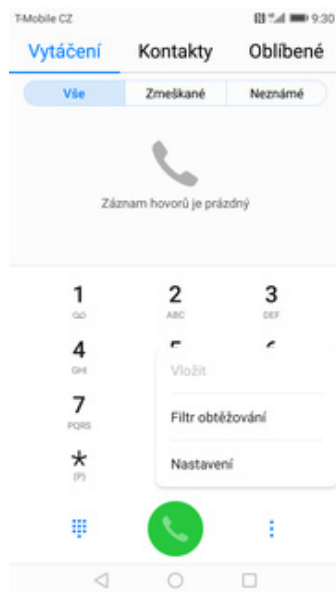 T-Mobile CZ 9:30
Vytáčení Kontakty Oblíbené
Vše Zmeškané Neznámé
Záznam hovorů je prázdný
1 2 3
ABC DEF
4
GHI
Vložit
7 Filtr obtěžování
PQRS
* Nastavení
(P)